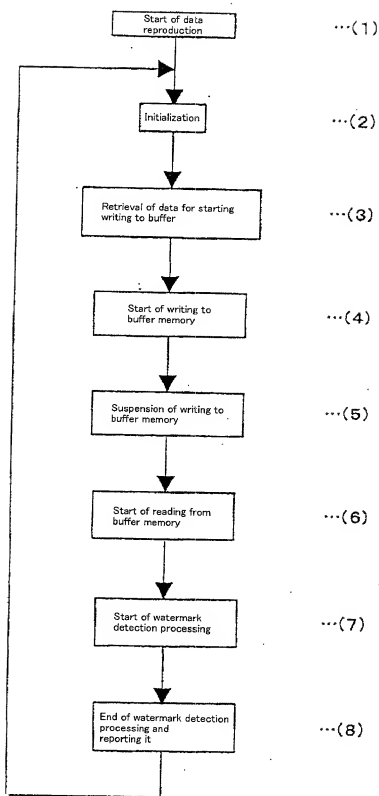 Start of data
reproduction
···(1)
Initialization
···(2)
Retrieval of data for starting
writing to buffer
···(3)
Start of writing to
buffer memory
···(4)
Suspension of writing to
buffer memory
···(5)
Start of reading from
buffer memory
···(6)
Start of watermark
detection processing
···(7)
End of watermark detection
processing and
reporting it
···(8)